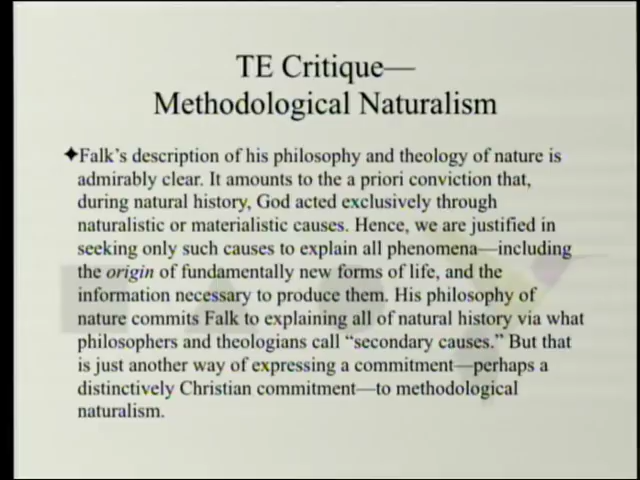 TE Critique—
Methodological Naturalism
✦Falk's description of his philosophy and theology of nature is
admirably clear. It amounts to the a priori conviction that,
during natural history, God acted exclusively through
naturalistic or materialistic causes. Hence, we are justified in
seeking only such causes to explain all phenomena—including
the origin of fundamentally new forms of life, and the
information necessary to produce them. His philosophy of
nature commits Falk to explaining all of natural history via what
philosophers and theologians call “secondary causes.” But that
is just another way of expressing a commitment—perhaps a
distinctively Christian commitment—to methodological
naturalism.